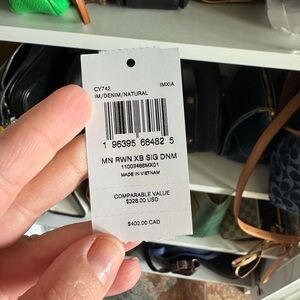 CY742
IM/DENIM/NATURAL IMXIA
1 96395 66482 5
MN RWN XB SIG DNM
11003466MX01
MADE IN VIETNAM
COMPARABLE VALUE
$328.00 USD
$400.00 CAD